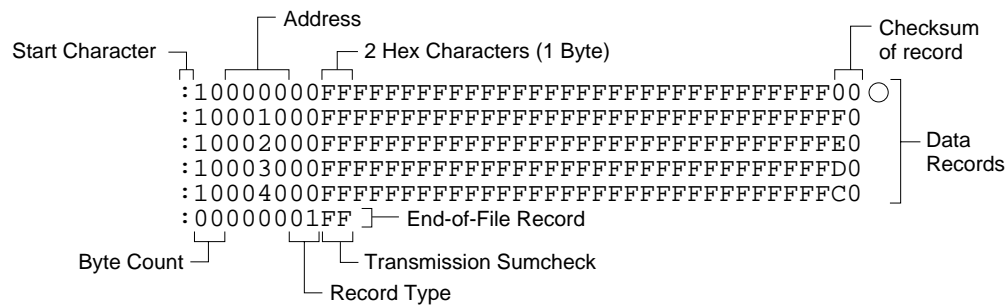 Address
Checksum
of record
Start Character
2 Hex Characters (1 Byte)
:10000000FFFFFFFFFFFFFFFFFFFFFFFFFFFFFFFF00
:10001000FFFFFFFFFFFFFFFFFFFFFFFFFFFFFFFFF0
:10002000FFFFFFFFFFFFFFFFFFFFFFFFFFFFFFFFE0
:10003000FFFFFFFFFFFFFFFFFFFFFFFFFFFFFFFFD0
:10004000FFFFFFFFFFFFFFFFFFFFFFFFFFFFFFFFC0
:00000001FF
Data
Records
End-of-File Record
Byte Count
Transmission Sumcheck
Record Type